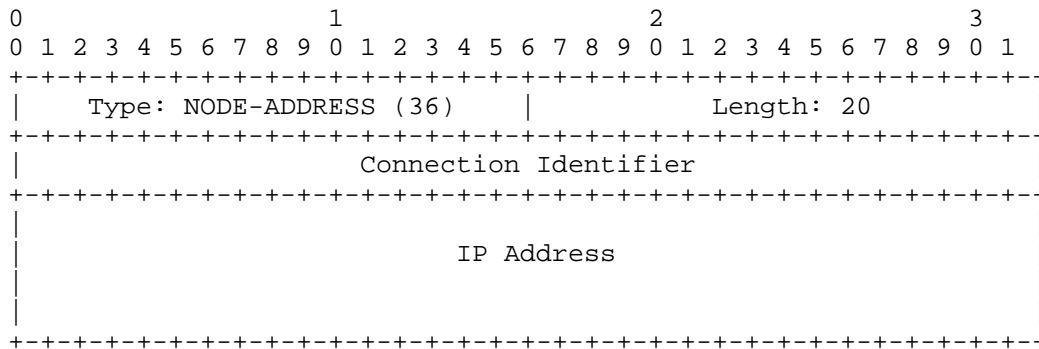 0                   1                   2                   3
0 1 2 3 4 5 6 7 8 9 0 1 2 3 4 5 6 7 8 9 0 1 2 3 4 5 6 7 8 9 0 1
+-+-+-+-+-+-+-+-+-+-+-+-+-+-+-+-+-+-+-+-+-+-+-+-+-+-+-+-+-+-+-+--
|    Type: NODE-ADDRESS (36)    |           Length: 20
+-+-+-+-+-+-+-+-+-+-+-+-+-+-+-+-+-+-+-+-+-+-+-+-+-+-+-+-+-+-+-+--
|                     Connection Identifier
+-+-+-+-+-+-+-+-+-+-+-+-+-+-+-+-+-+-+-+-+-+-+-+-+-+-+-+-+-+-+-+--
|
|                           IP Address
|
|
+-+-+-+-+-+-+-+-+-+-+-+-+-+-+-+-+-+-+-+-+-+-+-+-+-+-+-+-+-+-+-+--